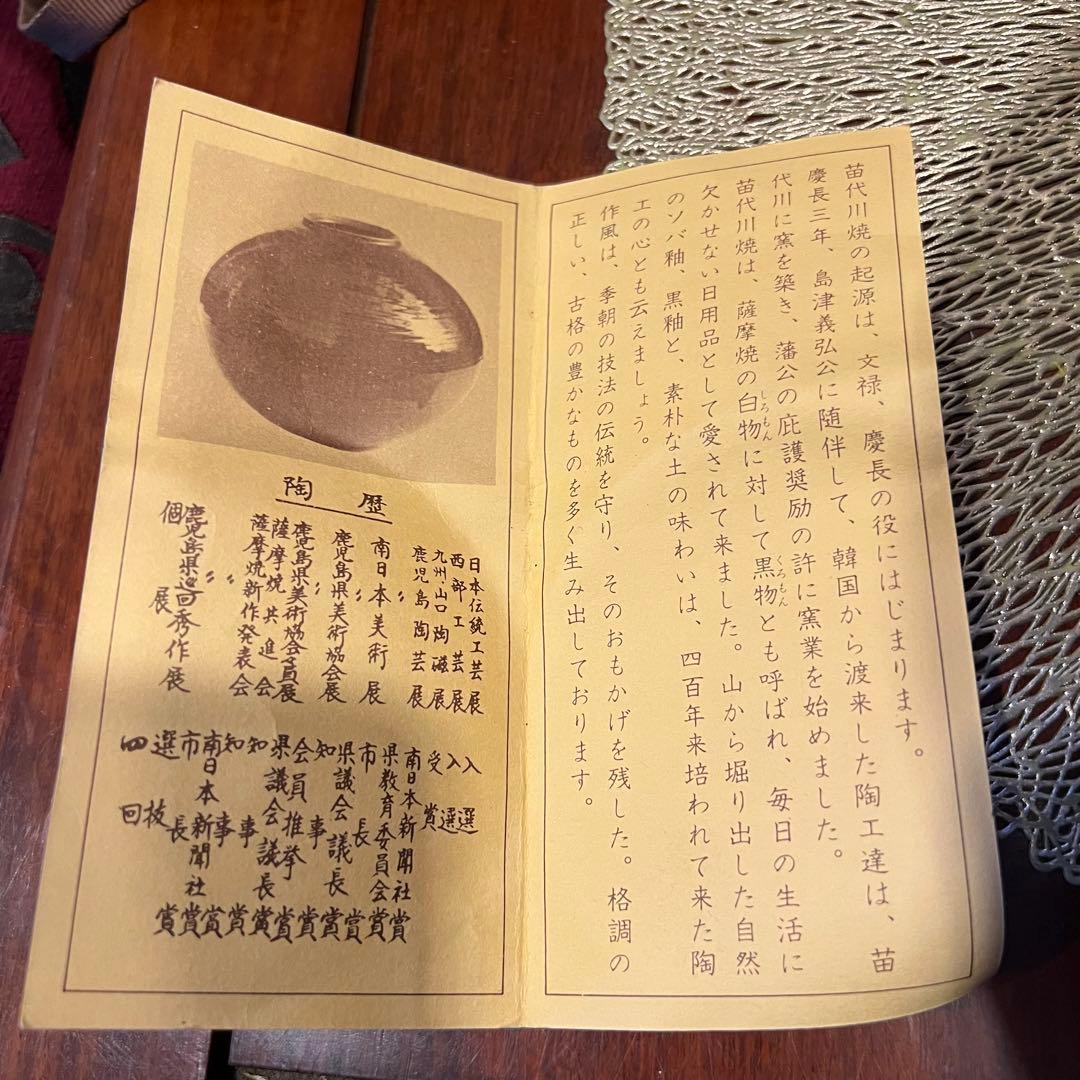 苗代川焼の起源は、文禄、慶長の役にはじまります。
慶長三年、島津義弘公に随伴して、韓国から渡来した陶工達は、苗
代川に窯を築き、藩公の庇護奨励の許に窯業を始めました。
苗代川焼は、薩摩焼の白物しろもんに対して黒物くろもんとも呼ばれ、毎日の生活に
欠かせない日用品として愛されて来ました。山から堀り出した自然
のソバ釉、黒釉と、素朴な土の味わいは、四百年来培われて来た陶
工の心とも云えましょう。
作風は、季朝の技法の伝統を守り、そのおもかげを残した。格調の
正しい、古格の豊かなものを多く生み出しております。
陶歴
日本伝統工芸展 入選
西部工芸展 入選
九州・山口陶磁展 受賞
鹿児島陶芸展 南日本新聞社賞
〃 県教育委員会賞
南日本美術展 市長賞
〃 県議会議長賞
鹿児島県美術協会展 知事賞
〃 会員推挙賞
鹿児島県美術協会会員展 県議会議長賞
薩摩焼共進会 知事賞
薩摩焼新作発表会 知事賞
〃 南日本新聞社賞
〃 市長賞
鹿児島県巡回秀作展 選抜賞
個展 四回